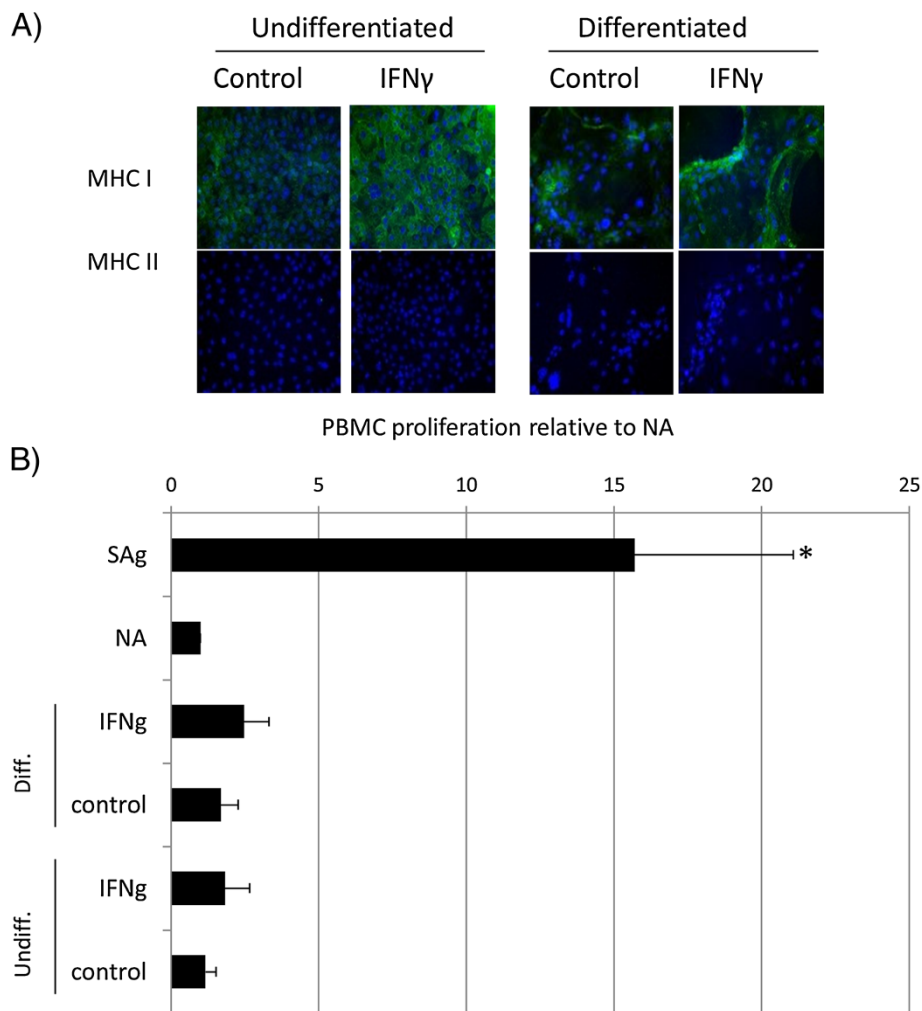 A)
Undifferentiated Differentiated
Control IFNγ Control IFNγ
MHC I
MHC II
PBMC proliferation relative to NA
B)
0 5 10 15 20 25
SAg
*
NA
Diff.
IFNg
control
Undiff.
IFNg
control